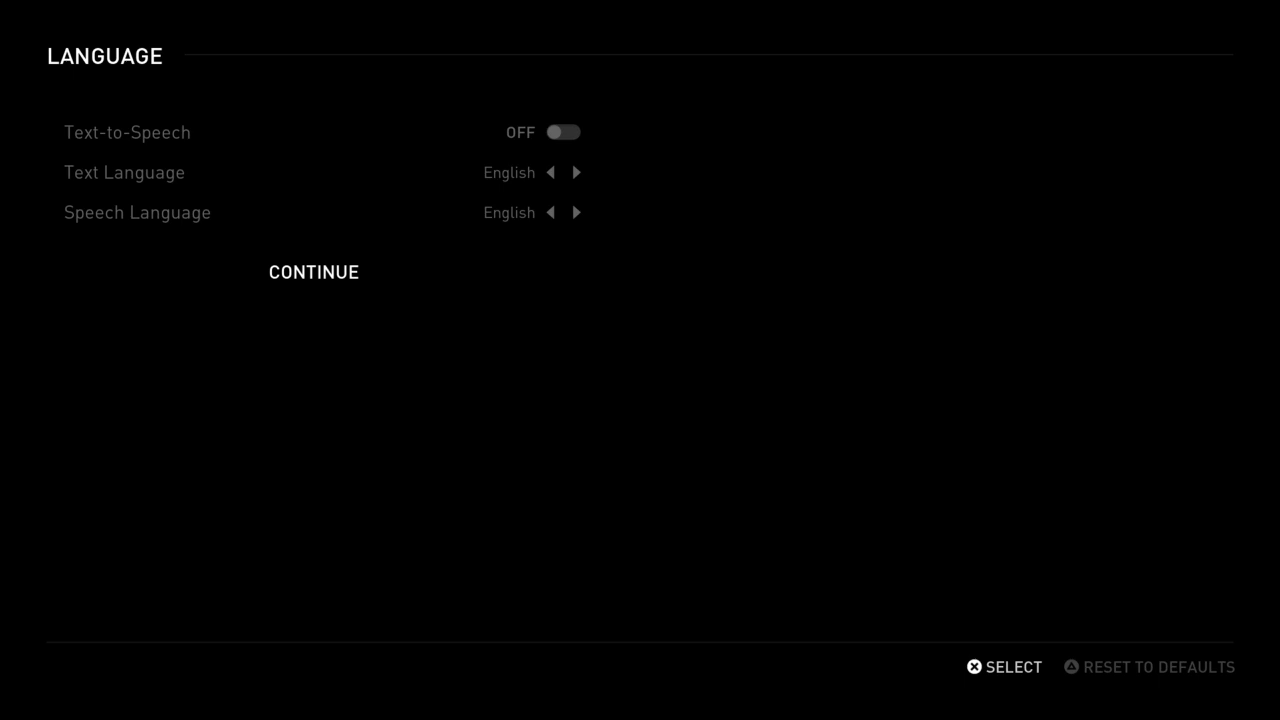 LANGUAGE
Text-to-Speech OFF
Text Language English
Speech Language English
CONTINUE
SELECT RESET TO DEFAULTS